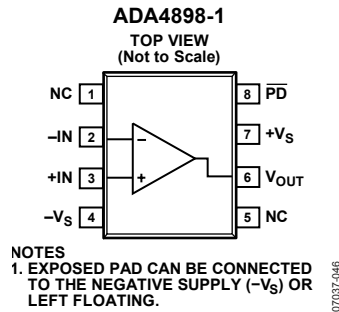 ADA4898-1
TOP VIEW
(Not to Scale)
NC 1
8 P̅D̅
–IN 2
–
7 +VS
+IN 3
+
6 VOUT
–VS 4
5 NC
NOTES
1. EXPOSED PAD CAN BE CONNECTED
TO THE NEGATIVE SUPPLY (–VS) OR
LEFT FLOATING.
07037-046